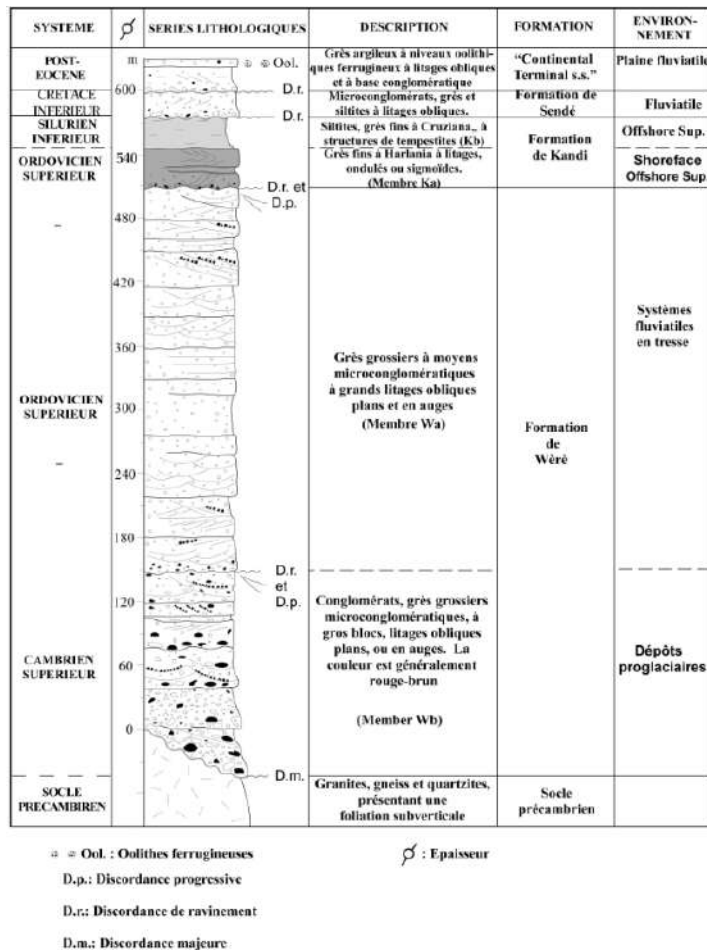 SYSTEME
SERIES LITHOLOGIQUES
DESCRIPTION
FORMATION
ENVIRON-
NEMENT
POST-
EOCENE
m
Ool.
Grès argileux à niveaux oolithi-
ques ferrugineux à litages obliques
et à base conglomératique
“Continental
Terminal s.s.”
Plaine fluviatile
600
D.r.
CRETACE
INFERIEUR
D.r.
Microconglomérats, grès et
siltites à litages obliques.
Formation de
Sendé
Fluviatile
SILURIEN
INFERIEUR
Siltites, grès fins à Cruziana,, à
structures de tempestites (Kb)
Formation
de Kandi
Offshore Sup.
ORDOVICIEN
SUPERIEUR
540
D.r. et
D.p.
Grès fins à Harlania à litages,
ondulés ou sigmoïdes.
(Membre Ka)
Shoreface
Offshore Sup.
480
420
360
300
240
180
ORDOVICIEN
SUPERIEUR
Grès grossiers à moyens
microconglomératiques
à grands litages obliques
plans et en auges
(Membre Wa)
Formation
de
Wèrè
Systèmes
fluviatiles
en tresse
D.r.
et
D.p.
120
60
0
CAMBRIEN
SUPERIEUR
Conglomérats, grès grossiers
microconglomératiques, à
gros blocs, litages obliques
plans, ou en auges. La
couleur est généralement
rouge-brun
(Member Wb)
Dépôts
proglaciaires
D.m.
SOCLE
PRECAMBIREN
Granites, gneiss et quartzites,
présentant une
foliation subverticale
Socle
précambrien
Ool. : Oolithes ferrugineuses
: Epaisseur
D.p.: Discordance progressive
D.r.: Discordance de ravinement
D.m.: Discordance majeure